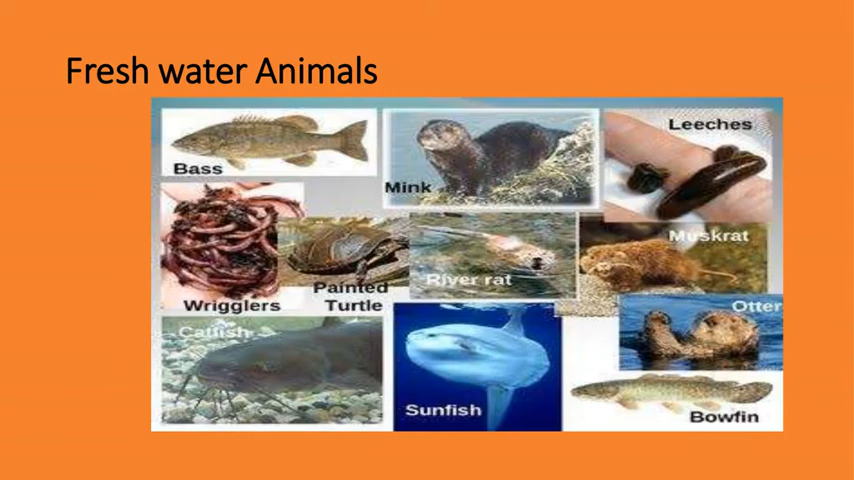 Fresh water Animals
Leeches
Bass
Mink
Muskrat
River rat
Painted
Turtle
Wrigglers
Otter
Catfish
Sunfish
Bowfin